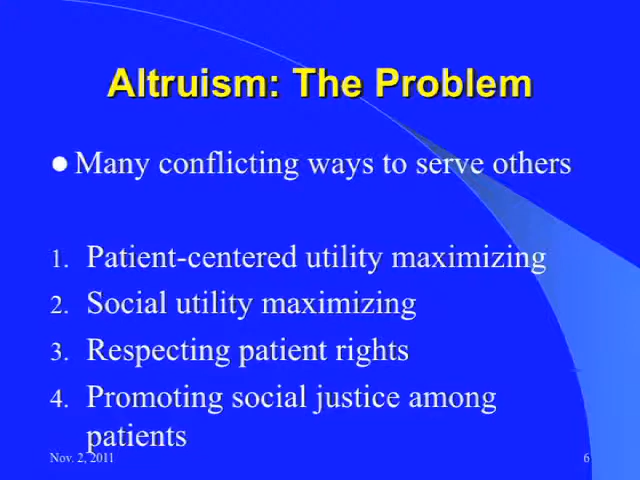 Altruism: The Problem
● Many conflicting ways to serve others
1. Patient-centered utility maximizing
2. Social utility maximizing
3. Respecting patient rights
4. Promoting social justice among
patients
Nov. 2, 2011
6